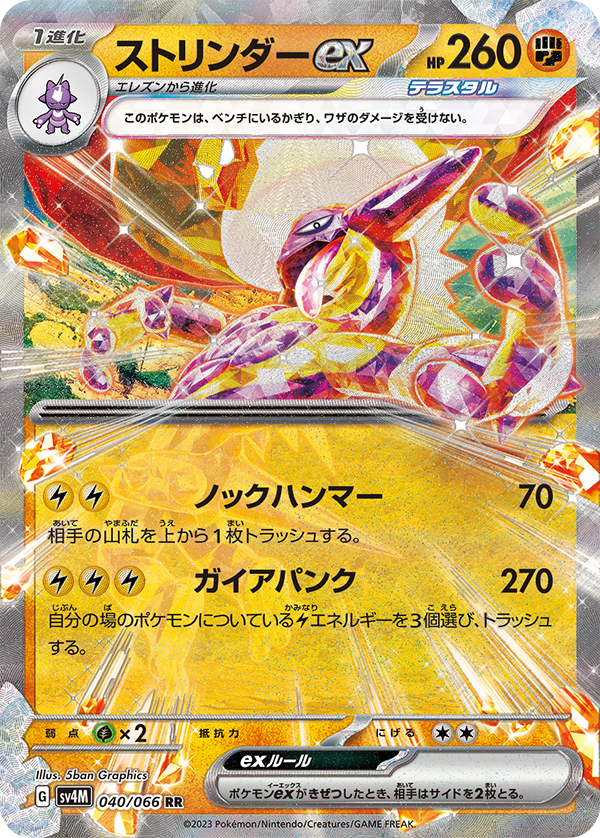 1進化
ストリンダーex
HP260
エレズンから進化
テラスタル
このポケモンは、ベンチにいるかぎり、ワザのダメージを受けない。
ノックハンマー 70
相手の山札を上から1枚トラッシュする。
ガイアパンク 270
自分の場のポケモンについているエネルギーを3個選び、トラッシュ
する。
弱点 ×2 抵抗力 にげる
Illus. 5ban Graphics
exルール
G SV4M 040/066 RR
ポケモンexがきぜつしたとき、相手はサイドを2枚とる。
©2023 Pokémon/Nintendo/Creatures/GAME FREAK.